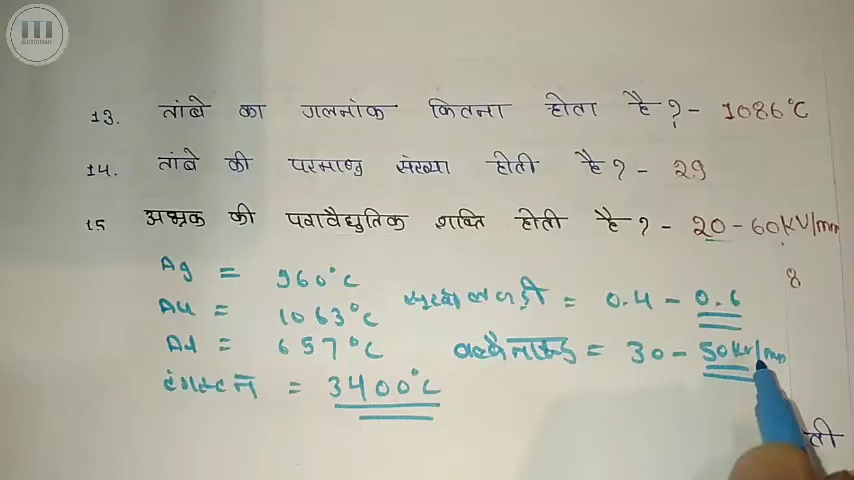 13. तांबे का गलनांक कितना होता है?- 1086°C
14. तांबे की परमाणु संख्या होती है?- 29
15 अभ्रक की परावैद्युतिक शक्ति होती है?- 20-60KV/mm
Ag = 960°C
8
Au = 1063°C
सूखी लकड़ी = 0.4 - 0.6
Al = 657°C
= 30 - 50kv/mm
टंगस्टन = 3400°C
ती